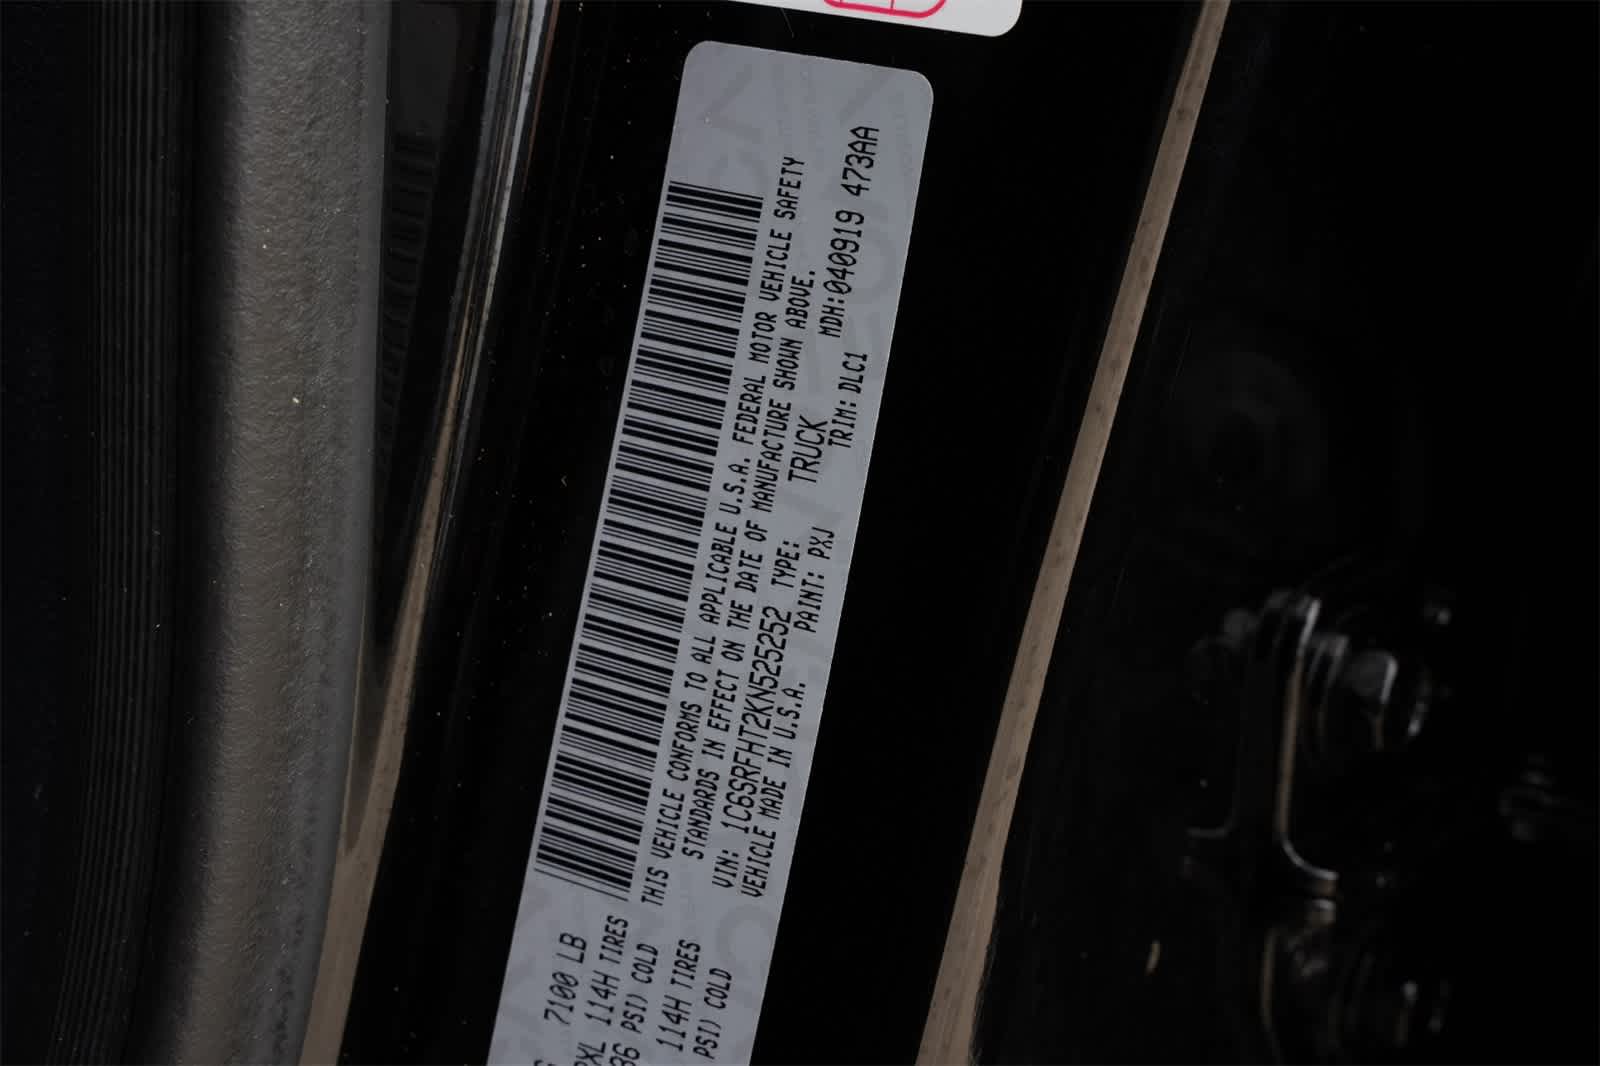 7100 LB
PXL 114H TIRES
36 PSI) COLD
114H TIRES
PSI) COLD
THIS VEHICLE CONFORMS TO ALL APPLICABLE U.S.A. FEDERAL MOTOR VEHICLE SAFETY
STANDARDS IN EFFECT ON THE DATE OF MANUFACTURE SHOWN ABOVE.
VIN: 1C6SRFHT2KN525252 TYPE: TRUCK MDH:040919 473AA
VEHICLE MADE IN U.S.A. PAINT: PXJ TRIM: DLC1